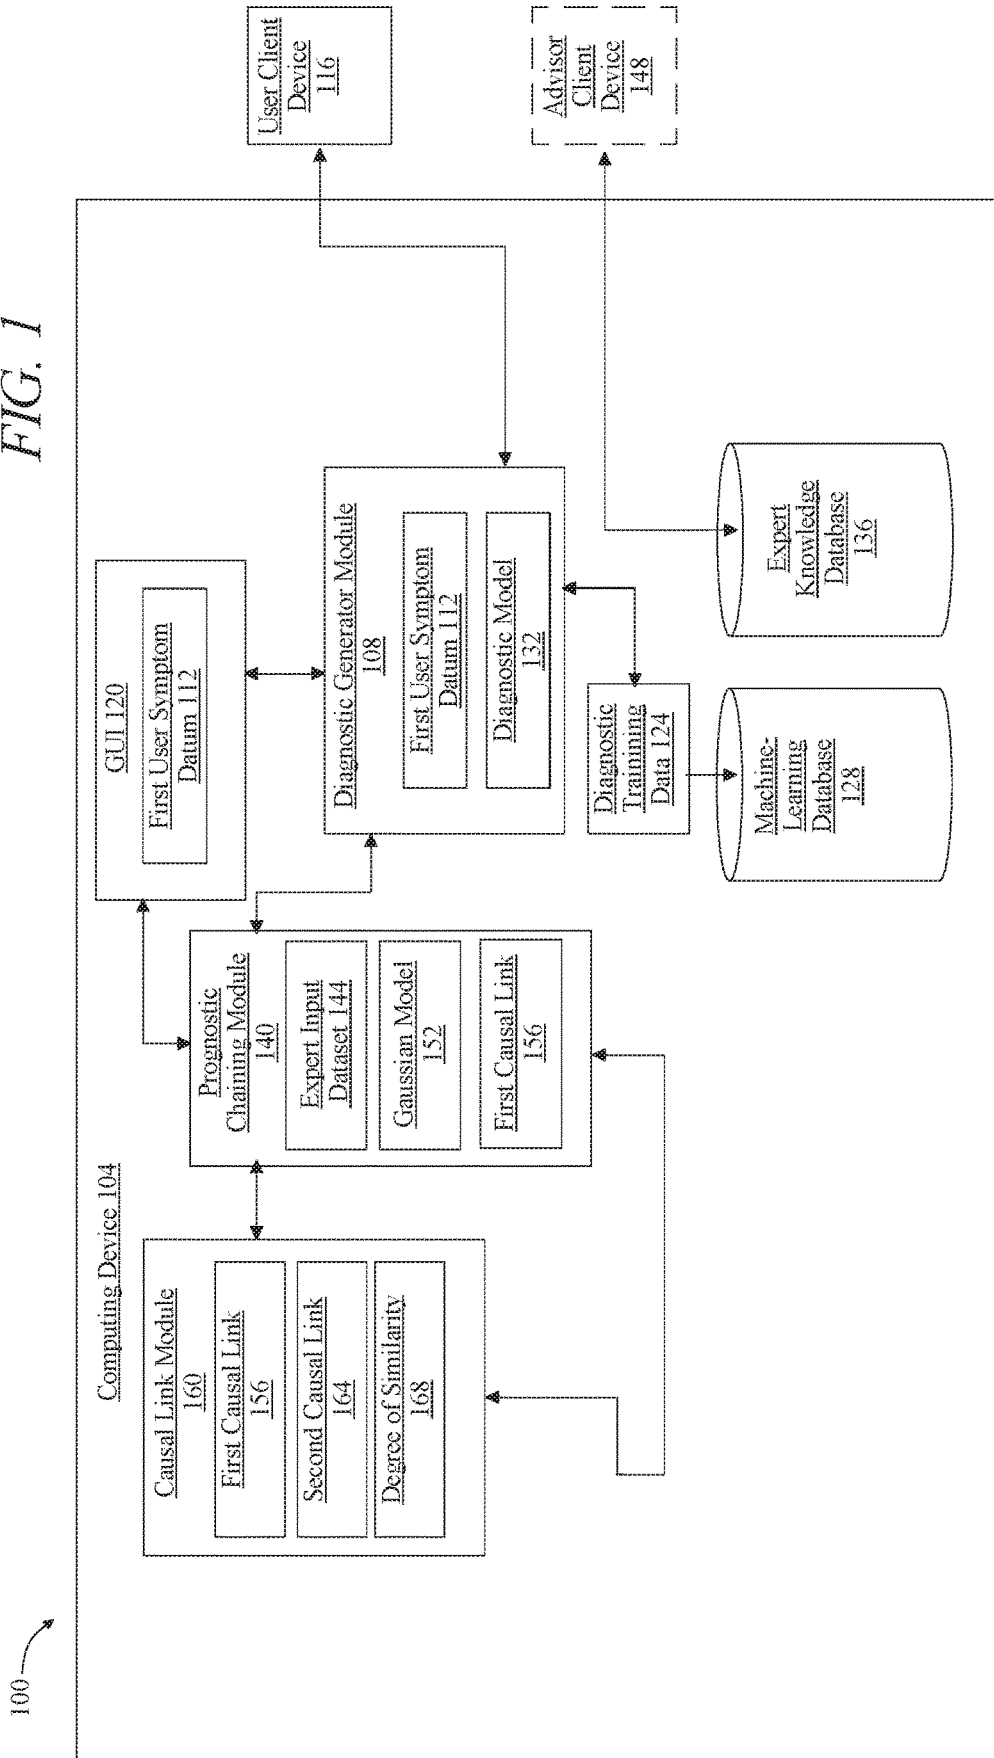 FIG. 1
100
Computing Device 104
Causal Link Module
160
First Causal Link
156
Second Causal Link
164
Degree of Similarity
168
Prognostic
Chaining Module
140
Expert Input
Dataset 144
Gaussian Model
152
First Causal Link
156
GUI 120
First User Symptom
Datum 112
Diagnostic Generator Module
108
First User Symptom
Datum 112
Diagnostic Model
132
Diagnostic
Trainining
Data 124
Machine-
Learning
Database
128
Expert
Knowledge
Database
136
User Client
Device
116
Advisor
Client
Device
148